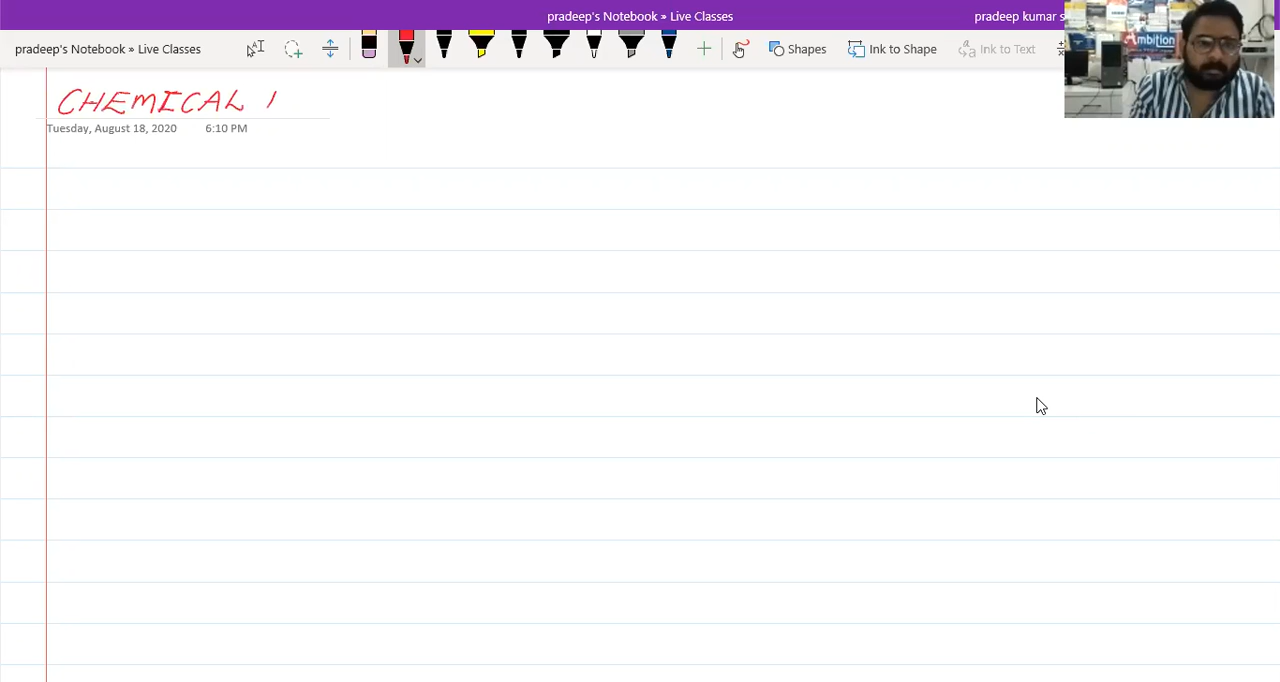 pradeep's Notebook » Live Classes
pradeep kumar s
pradeep's Notebook » Live Classes
Shapes
Ink to Shape
Ink to Text
Ambition
CHEMICAL
Tuesday, August 18, 2020 6:10 PM